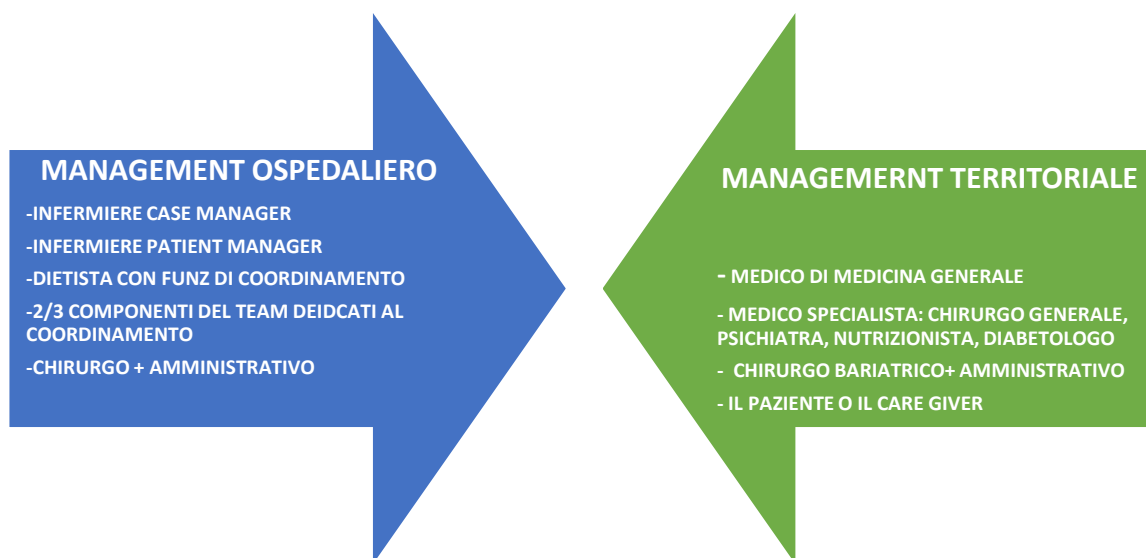 MANAGEMENT OSPEDALIERO
-INFERMIERE CASE MANAGER
-INFERMIERE PATIENT MANAGER
-DIETISTA CON FUNZ DI COORDINAMENTO
-2/3 COMPONENTI DEL TEAM DEIDCATI AL
COORDINAMENTO
-CHIRURGO + AMMINISTRATIVO
MANAGEMERNT TERRITORIALE
- MEDICO DI MEDICINA GENERALE
- MEDICO SPECIALISTA: CHIRURGO GENERALE,
PSICHIATRA, NUTRIZIONISTA, DIABETOLOGO
- CHIRURGO BARIATRICO+ AMMINISTRATIVO
- IL PAZIENTE O IL CARE GIVER